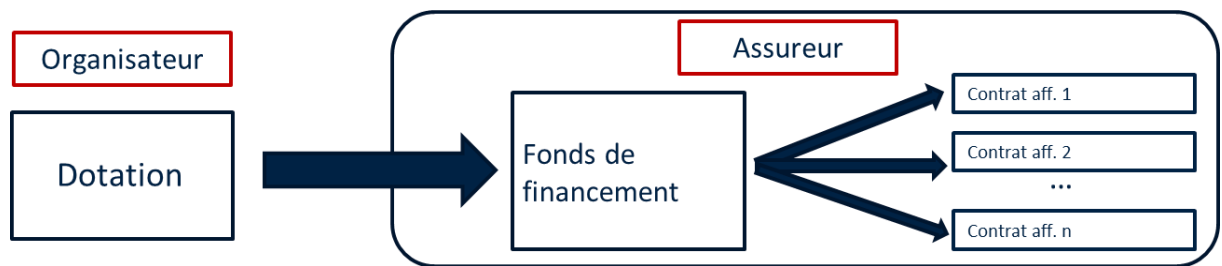 Organisateur
Dotation
Assureur
Fonds de
financement
Contrat aff. 1
Contrat aff. 2
...
Contrat aff. n